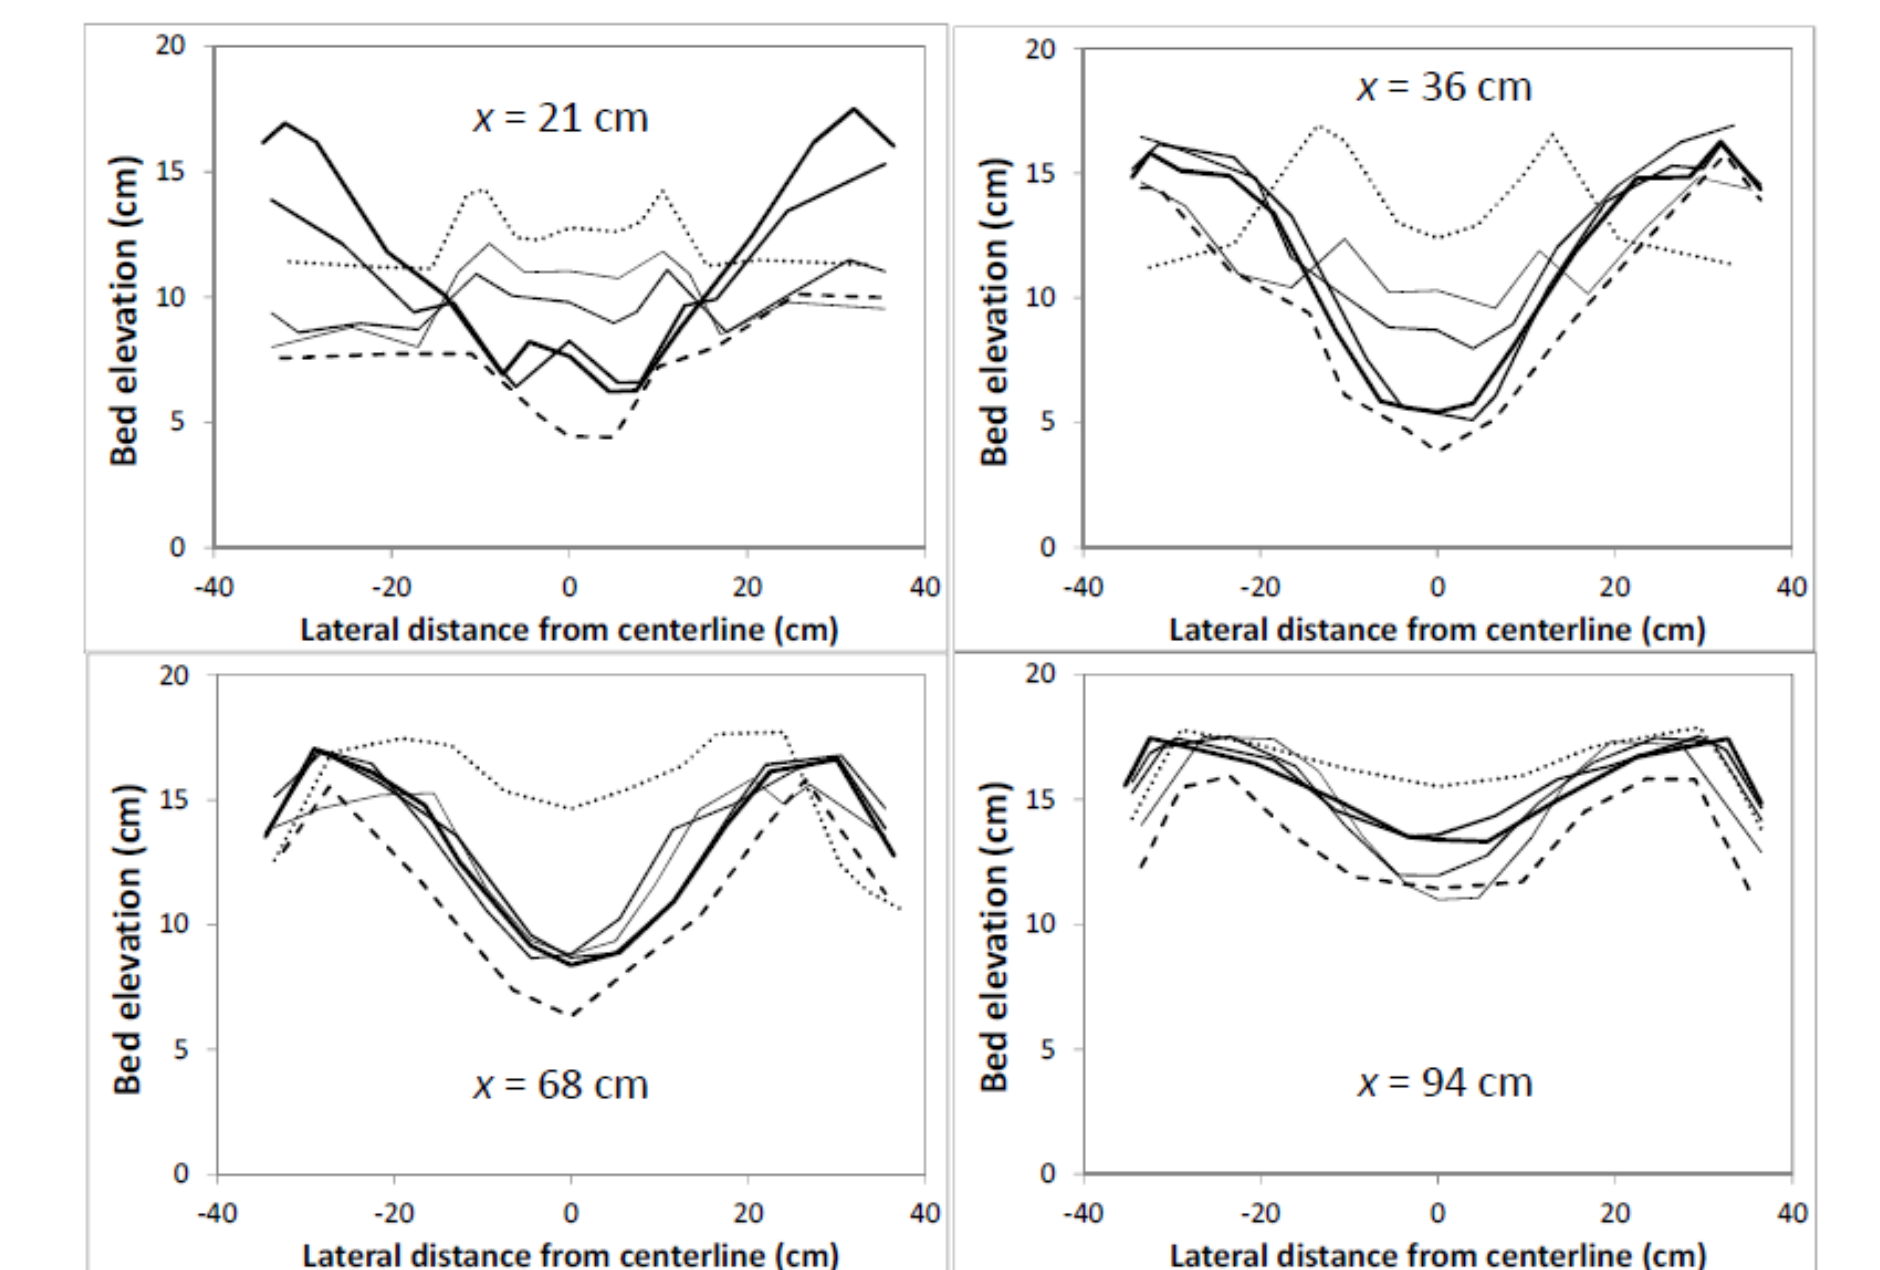 20
15
10
5
0
Bed elevation (cm)
x = 21 cm
-40 -20 0 20 40
Lateral distance from centerline (cm)
20
15
10
5
0
Bed elevation (cm)
x = 36 cm
-40 -20 0 20 40
Lateral distance from centerline (cm)
20
15
10
5
0
Bed elevation (cm)
x = 68 cm
-40 -20 0 20 40
Lateral distance from centerline (cm)
20
15
10
5
0
Bed elevation (cm)
x = 94 cm
-40 -20 0 20 40
Lateral distance from centerline (cm)